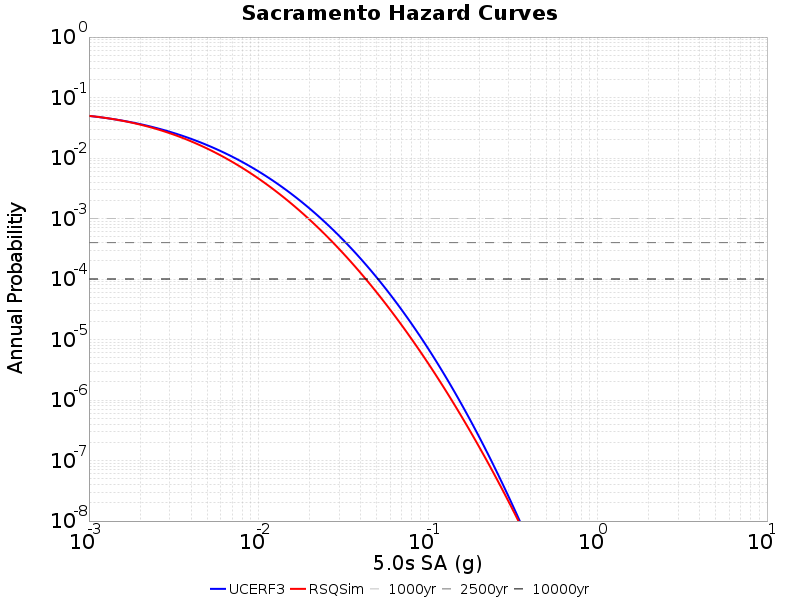 Sacramento Hazard Curves
10^0
10^-1
10^-2
10^-3
10^-4
10^-5
10^-6
10^-7
10^-8
Annual Probabilitiy
10^-3 10^-2 10^-1 10^0 10^1
5.0s SA (g)
UCERF3 RSQSim 1000yr 2500yr 10000yr